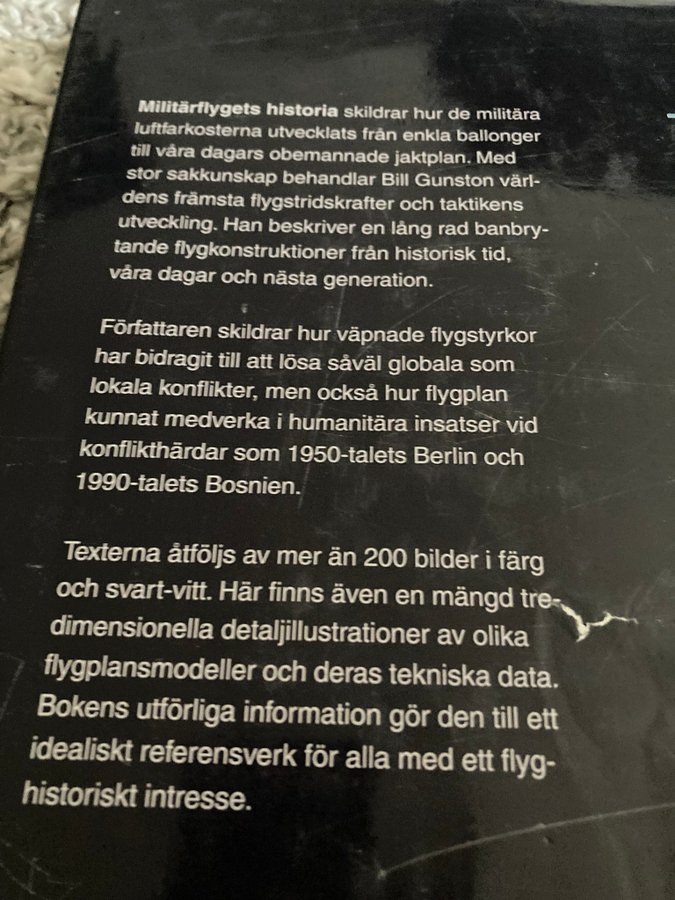 Militärflygets historia skildrar hur de militära
luftfarkosterna utvecklats från enkla ballonger
till våra dagars obemannade jaktplan. Med
stor sakkunskap behandlar Bill Gunston värl-
dens främsta flygstridskrafter och taktikens
utveckling. Han beskriver en lång rad banbry-
tande flygkonstruktioner från historisk tid,
våra dagar och nästa generation.
Författaren skildrar hur väpnade flygstyrkor
har bidragit till att lösa såväl globala som
lokala konflikter, men också hur flygplan
kunnat medverka i humanitära insatser vid
konflikthärdar som 1950-talets Berlin och
1990-talets Bosnien.
Texterna åtföljs av mer än 200 bilder i färg
och svart-vitt. Här finns även en mängd tre-
dimensionella detaljillustrationer av olika
flygplansmodeller och deras tekniska data.
Bokens utförliga information gör den till ett
idealiskt referensverk för alla med ett flyg-
historiskt intresse.